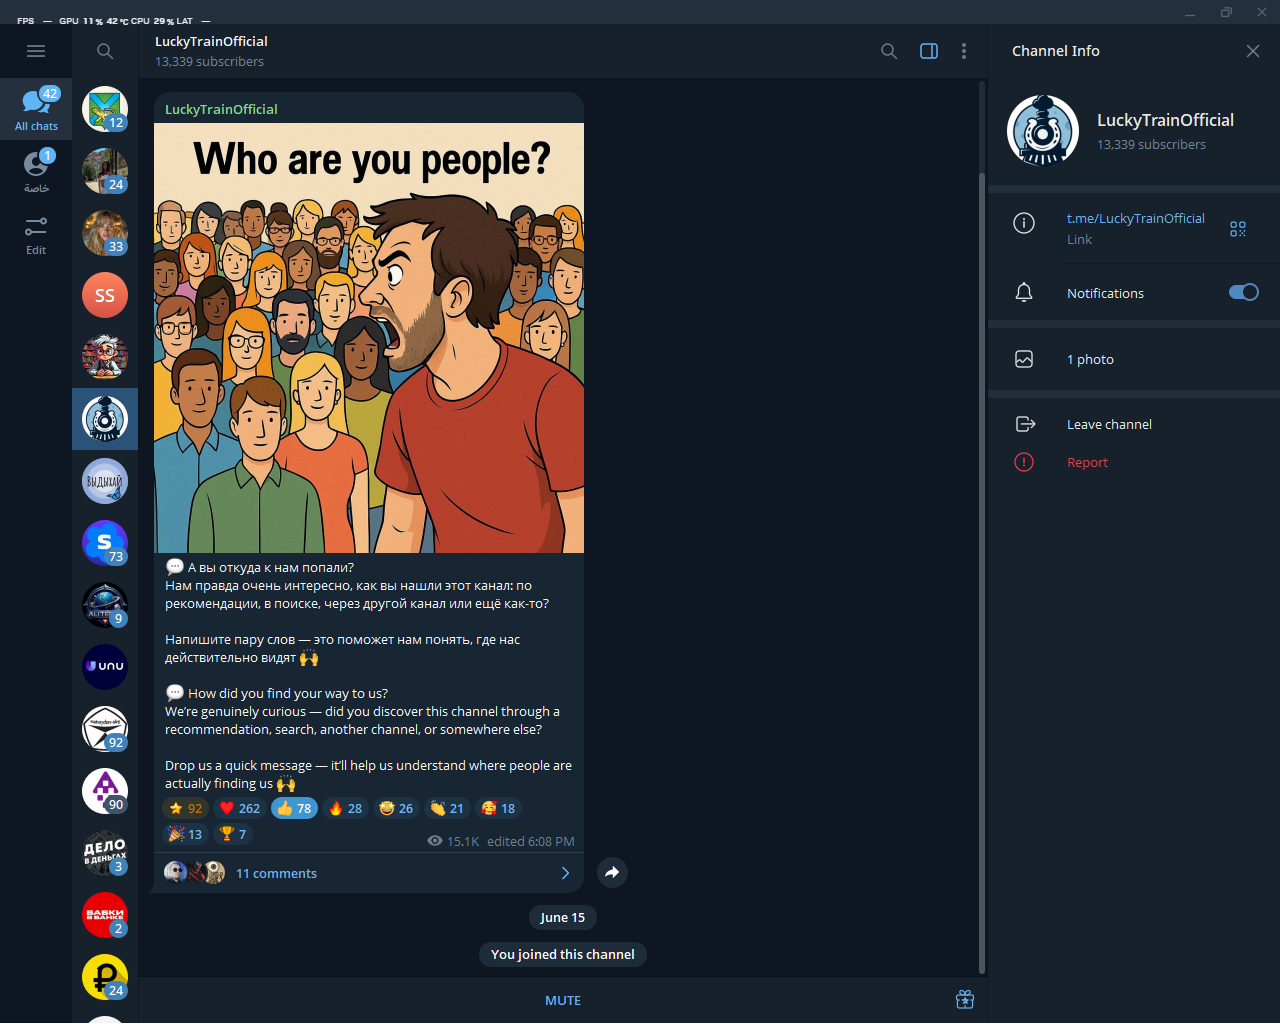 FPS — GPU 11 % 42 °C CPU 29 % LAT —
LuckyTrainOfficial
13,339 subscribers
Channel Info
42
All chats
1
خاصة
Edit
12
24
33
SS
ВЫДЫХАЙ
S
73
9
unu
92
90
ДЕЛО
В ДЕНЬГАХ
3
БАБКИ
В БАНКЕ
2
24
LuckyTrainOfficial
Who are you people?
💬 А вы откуда к нам попали?
Нам правда очень интересно, как вы нашли этот канал: по
рекомендации, в поиске, через другой канал или ещё как-то?
Напишите пару слов — это поможет нам понять, где нас
действительно видят 🙌
💬 How did you find your way to us?
We’re genuinely curious — did you discover this channel through a
recommendation, search, another channel, or somewhere else?
Drop us a quick message — it’ll help us understand where people are
actually finding us 🙌
⭐ 92 ❤️ 262 👍 78 🔥 28 🤩 26 👏 21 🥰 18
🎉 13 🏆 7
15.1K edited 6:08 PM
11 comments
June 15
You joined this channel
MUTE
LuckyTrainOfficial
13,339 subscribers
t.me/LuckyTrainOfficial
Link
Notifications
1 photo
Leave channel
Report